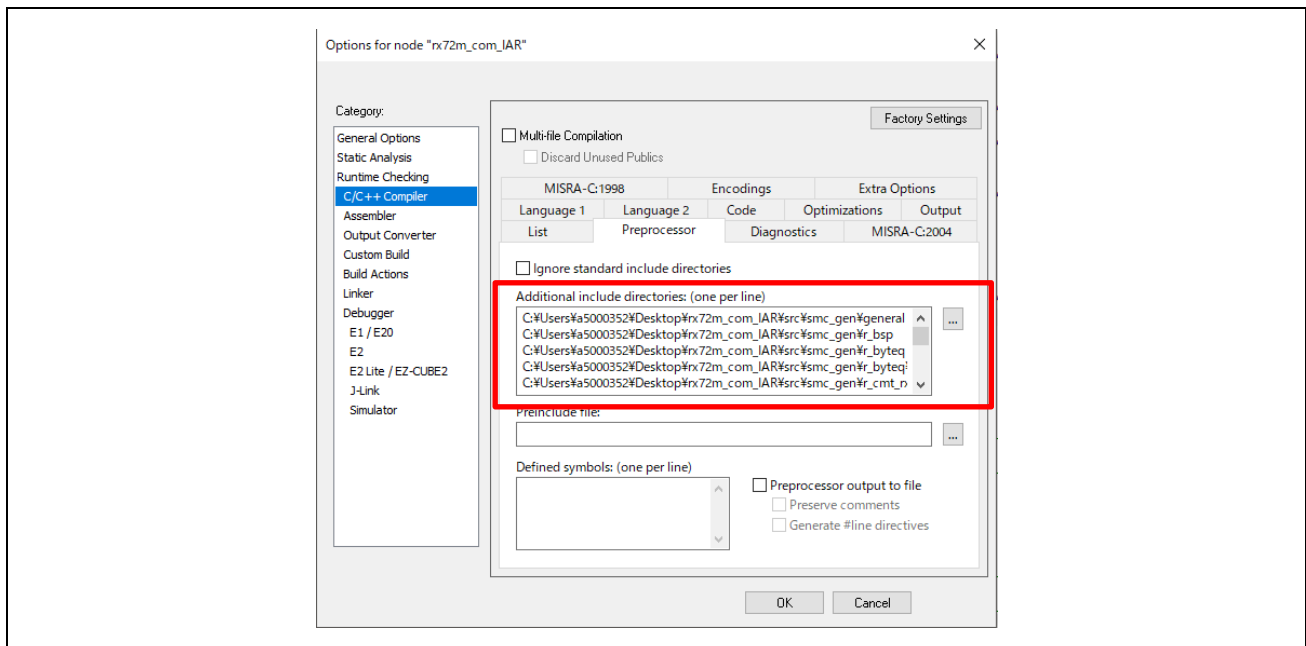 Options for node "rx72m_com_IAR"
Category:
General Options
Static Analysis
Runtime Checking
C/C++ Compiler
Assembler
Output Converter
Custom Build
Build Actions
Linker
Debugger
E1 / E20
E2
E2 Lite / EZ-CUBE2
J-Link
Simulator
Factory Settings
Multi-file Compilation
Discard Unused Publics
MISRA-C:1998 Encodings Extra Options
Language 1 Language 2 Code Optimizations Output
List Preprocessor Diagnostics MISRA-C:2004
Ignore standard include directories
Additional include directories: (one per line)
C:¥Users¥a5000352¥Desktop¥rx72m_com_IAR¥src¥smc_gen¥general
C:¥Users¥a5000352¥Desktop¥rx72m_com_IAR¥src¥smc_gen¥r_bsp
C:¥Users¥a5000352¥Desktop¥rx72m_com_IAR¥src¥smc_gen¥r_byteq
C:¥Users¥a5000352¥Desktop¥rx72m_com_IAR¥src¥smc_gen¥r_byteq¥
C:¥Users¥a5000352¥Desktop¥rx72m_com_IAR¥src¥smc_gen¥r_cmt_r
...
Preinclude file:
...
Defined symbols: (one per line)
Preprocessor output to file
Preserve comments
Generate #line directives
OK Cancel